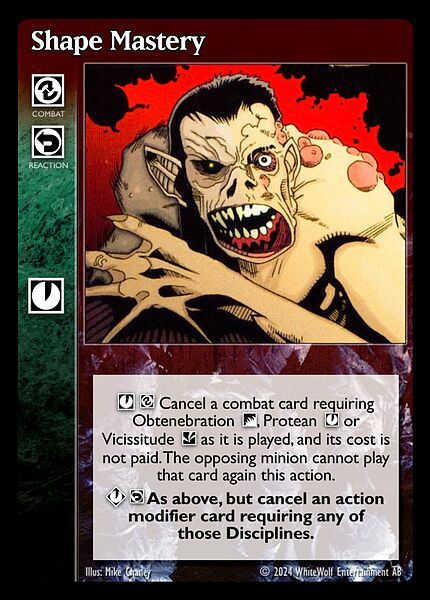 Shape Mastery
COMBAT
REACTION
Cancel a combat card requiring
Obtenebration , Protean or
Vicissitude as it is played, and its cost is
not paid. The opposing minion cannot play
that card again this action.
As above, but cancel an action
modifier card requiring any of
those Disciplines.
Illus: Mike Chaney
© 2024 WhiteWolf Entertainment AB